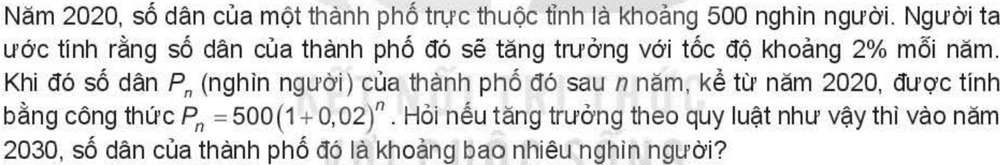 Năm 2020, số dân của một thành phố trực thuộc tỉnh là khoảng 500 nghìn người. Người ta
ước tính rằng số dân của thành phố đó sẽ tăng trưởng với tốc độ khoảng 2% mỗi năm.
Khi đó số dân Pₙ (nghìn người) của thành phố đó sau n năm, kể từ năm 2020, được tính
bằng công thức Pₙ = 500(1+0,02)ⁿ. Hỏi nếu tăng trưởng theo quy luật như vậy thì vào năm
2030, số dân của thành phố đó là khoảng bao nhiêu nghìn người?